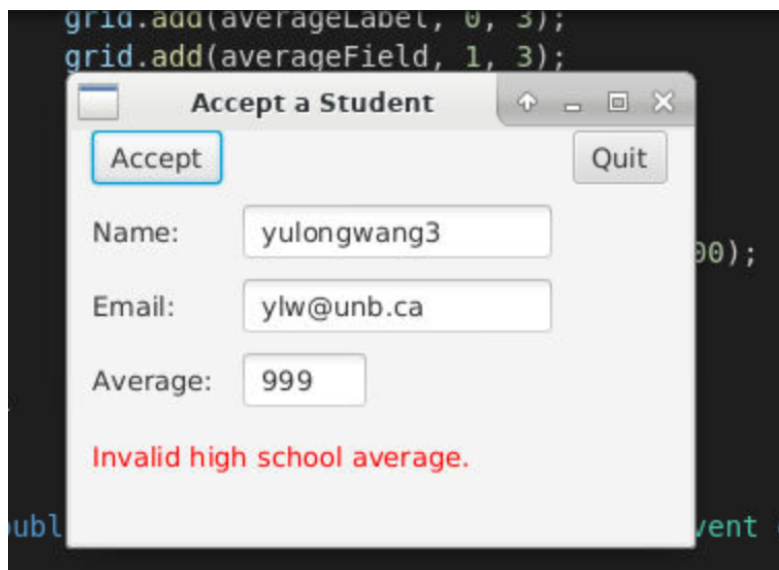 grid.add(averageLabel, 0, 3);
grid.add(averageField, 1, 3);
Accept a Student
Accept Quit
Name: yulongwang3
00);
Email: ylw@unb.ca
Average: 999
Invalid high school average.
publ vent